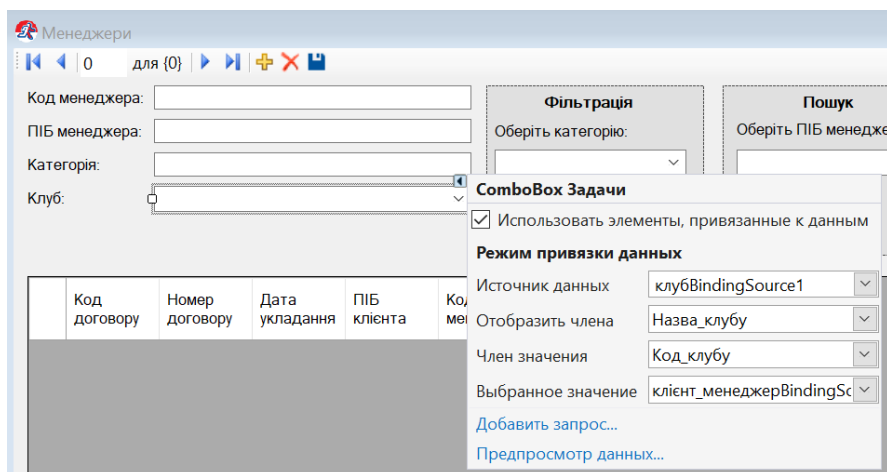 Менеджери
0 для {0}
Код менеджера:
ПІБ менеджера:
Категорія:
Клуб:
Фільтрація
Оберіть категорію:
Пошук
Оберіть ПІБ менедже
ComboBox Задачи
Использовать элементы, привязанные к данным
Режим привязки данных
Источник данных клубBindingSource1
Отобразить члена Назва_клубу
Член значения Код_клубу
Выбранное значение клієнт_менеджерBindingSc
Добавить запрос...
Предпросмотр данных...
Код договору
Номер договору
Дата укладання
ПІБ клієнта
Код
ме